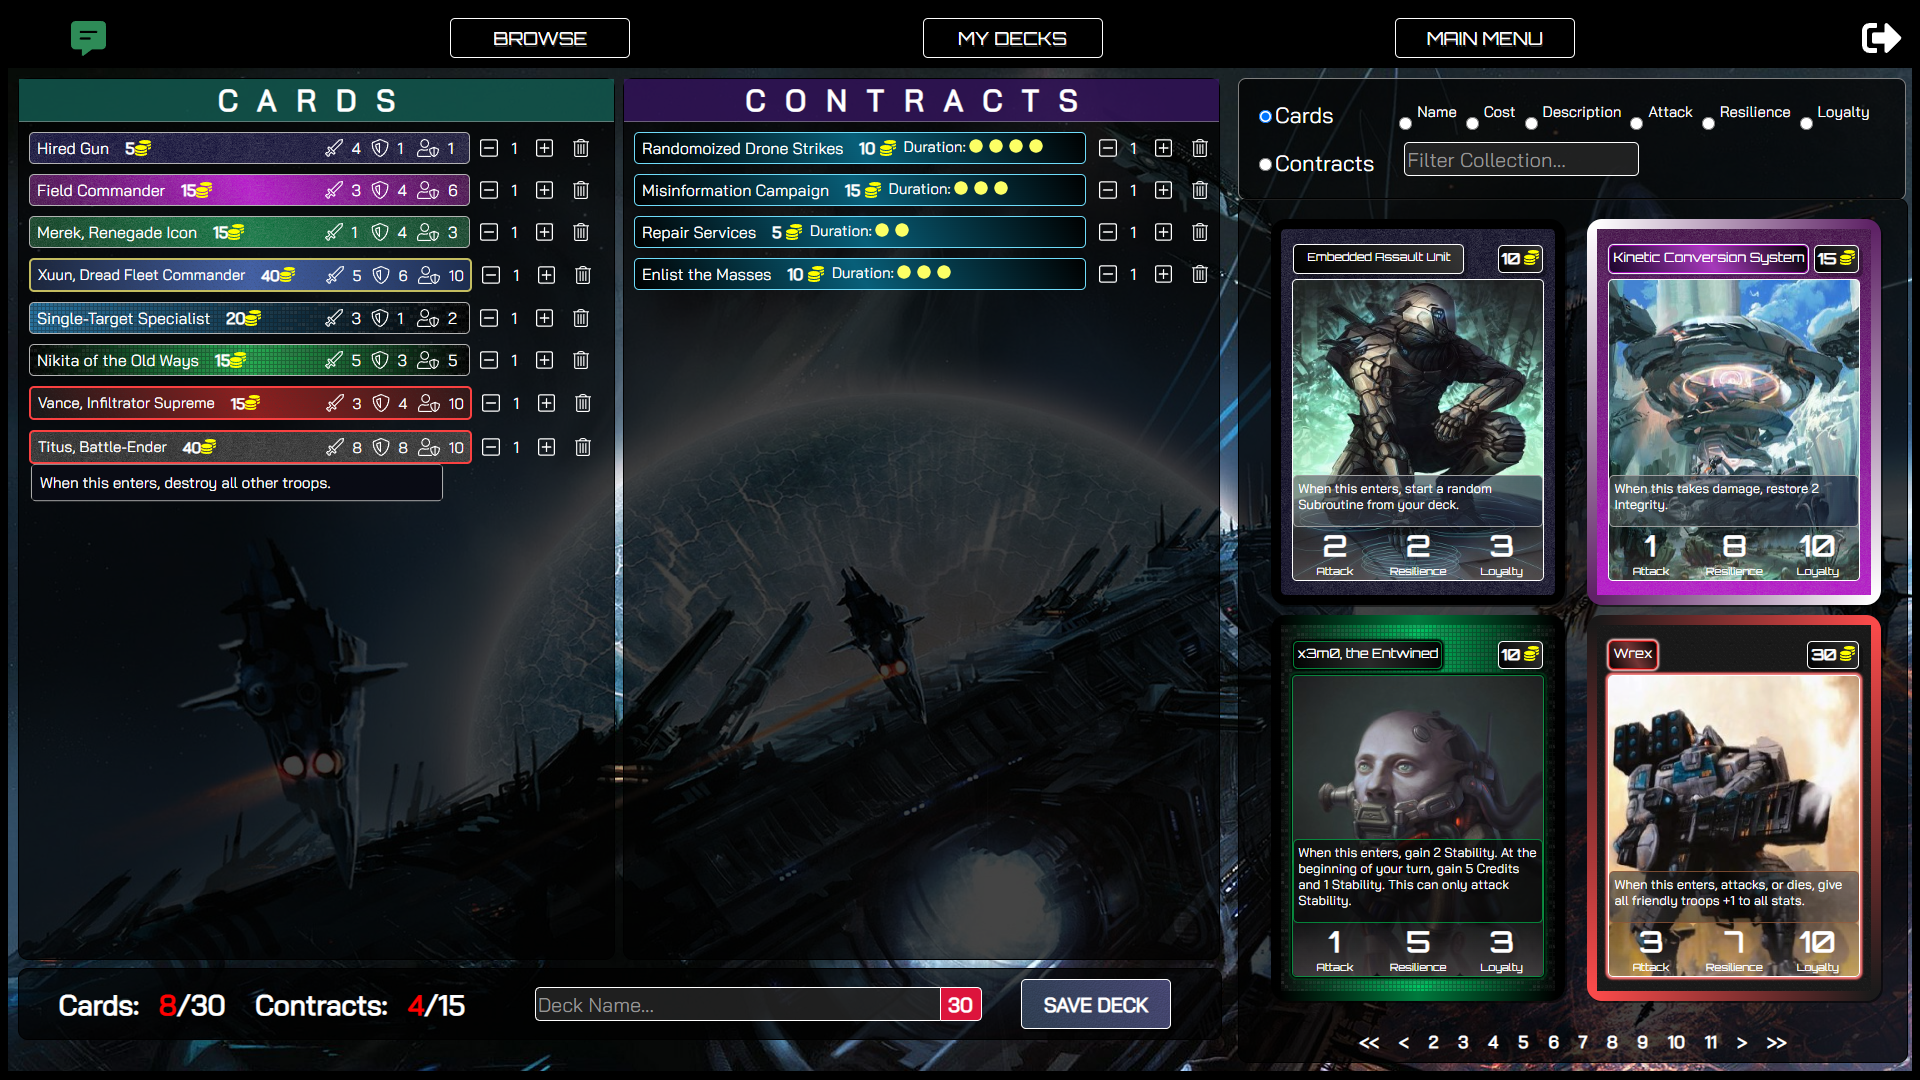 BROWSE
MY DECKS
MAIN MENU
CARDS
Hired Gun 5 4 1 1 1
Field Commander 15 3 4 6 1
Merek, Renegade Icon 15 1 4 3 1
Xuun, Dread Fleet Commander 40 5 6 10 1
Single-Target Specialist 20 3 1 2 1
Nikita of the Old Ways 15 5 3 5 1
Vance, Infiltrator Supreme 15 3 4 10 1
Titus, Battle-Ender 40 8 8 10 1
When this enters, destroy all other troops.
CONTRACTS
Randomoized Drone Strikes 10 Duration: 1
Misinformation Campaign 15 Duration: 1
Repair Services 5 Duration: 1
Enlist the Masses 10 Duration: 1
Cards
Contracts
Name Cost Description Attack Resilience Loyalty
Filter Collection...
Embedded Assault Unit 10
When this enters, start a random
Subroutine from your deck.
2 2 3
Attack Resilience Loyalty
Kinetic Conversion System 15
When this takes damage, restore 2
Integrity.
1 8 10
Attack Resilience Loyalty
x3m0, the Entwined 10
When this enters, gain 2 Stability. At the
beginning of your turn, gain 5 Credits
and 1 Stability. This can only attack
Stability.
1 5 3
Attack Resilience Loyalty
Wrex 30
When this enters, attacks, or dies, give
all friendly troops +1 to all stats.
3 7 10
Attack Resilience Loyalty
Cards: 8/30 Contracts: 4/15
Deck Name... 30
SAVE DECK
<< < 2 3 4 5 6 7 8 9 10 11 > >>